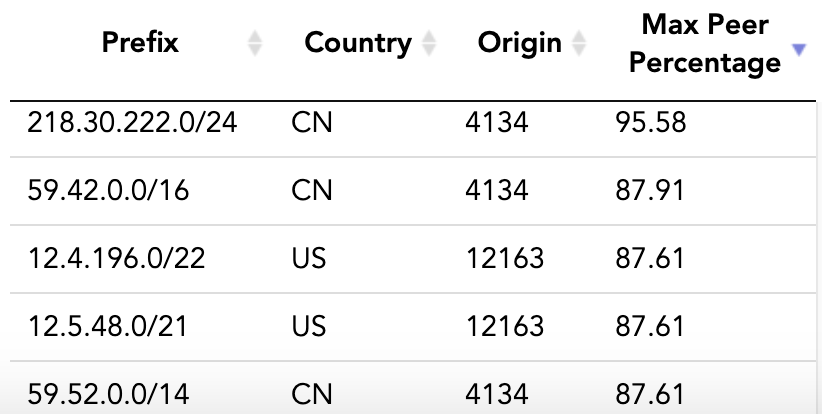 Prefix Country Origin Max Peer Percentage
218.30.222.0/24 CN 4134 95.58
59.42.0.0/16 CN 4134 87.91
12.4.196.0/22 US 12163 87.61
12.5.48.0/21 US 12163 87.61
59.52.0.0/14 CN 4134 87.61